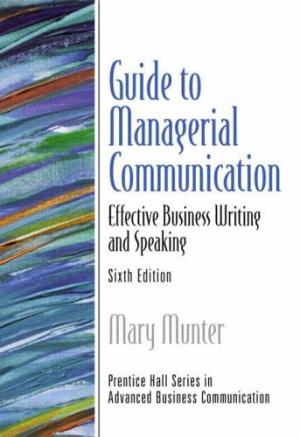 Guide to
Managerial
Communication
Effective Business Writing
and Speaking
Sixth Edition
Mary Munter
Prentice Hall Series in
Advanced Business Communication